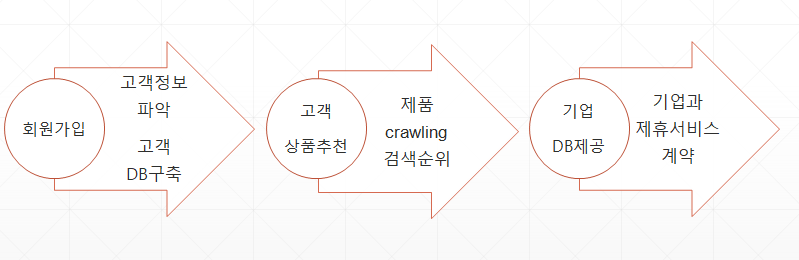 회원가입
고객정보
파악
고객
DB구축
고객
상품추천
제품
crawling
검색순위
기업
DB제공
기업과
제휴서비스
계약